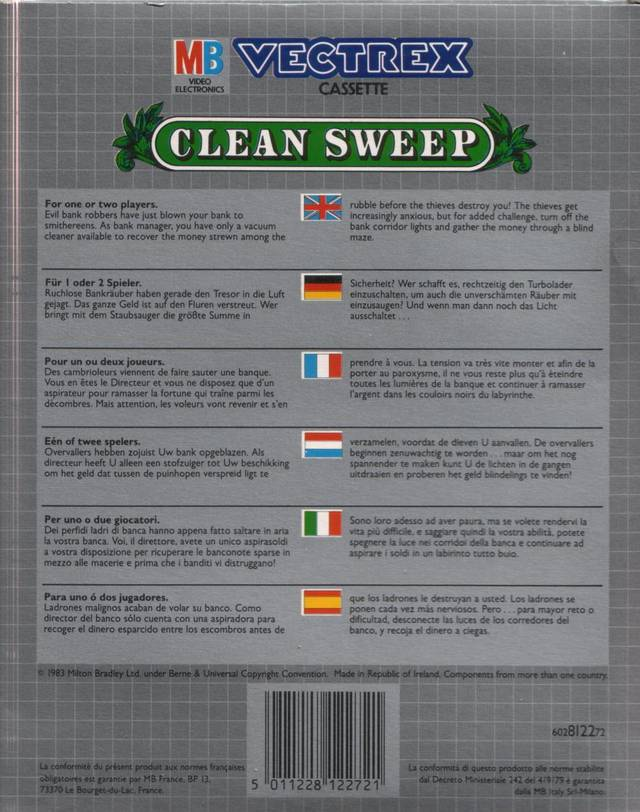 MB VECTREX
VIDEO
ELECTRONICS
CASSETTE
CLEAN SWEEP
For one or two players.
Evil bank robbers have just blown your bank to
smithereens. As bank manager, you have only a vacuum
cleaner available to recover the money strewn among the
rubble before the thieves destroy you! The thieves get
increasingly anxious, but for added challenge, turn off the
bank corridor lights and gather the money through a blind
maze.
Für 1 oder 2 Spieler.
Ruchlose Bankräuber haben gerade den Tresor in die Luft
gejagt. Das ganze Geld ist auf den Fluren verstreut. Wer
bringt mit dem Staubsauger die größte Summe in
Sicherheit? Wer schafft es, rechtzeitig den Turbolader
einzuschalten, um auch die unverschämten Räuber mit
einzusaugen? Und wenn man dann noch das Licht
ausschaltet . . .
Pour un ou deux joueurs.
Des cambrioleurs viennent de faire sauter une banque.
Vous en êtes le Directeur et vous ne disposez que d'un
aspirateur pour ramasser la fortune qui traîne parmi les
décombres. Mais attention, les voleurs vont revenir et s'en
prendre à vous. La tension va très vite monter et afin de la
porter au paroxysme, il ne vous reste plus qu'à éteindre
toutes les lumières de la banque et continuer à ramasser
l'argent dans les couloirs noirs du labyrinthe.
Eén of twee spelers.
Overvallers hebben zojuist Uw bank opgeblazen. Als
directeur heeft U alleen een stofzuiger tot Uw beschikking
om het geld dat tussen de puinhopen verspreid ligt te
verzamelen, voordat de dieven U aanvallen. De overvallers
beginnen zenuwachtig te worden . . . maar om het nog
spannender te maken kunt U de lichten in de gangen
uitdraaien en proberen het geld blindelings te vinden!
Per uno o due giocatori.
Dei perfidi ladri di banca hanno appena fatto saltare in aria
la vostra banca. Voi, il direttore, avete un unico aspirasoldi
a vostra disposizione per ricuperare le banconote sparse in
mezzo alle macerie e prima che i banditi vi distruggano!
Sono loro adesso ad aver paura, ma se volete rendervi la
vita più difficile, e saggiare quindi la vostra abilità, potete
spegnere la luce nei corridoi della banca e continuare ad
aspirare i soldi in un labirinto tutto buio.
Para uno ó dos jugadores.
Ladrones malignos acaban de volar su banco. Como
director del banco sólo cuenta con una aspiradora para
recoger el dinero esparcido entre los escombros antes de
que los ladrones le destruyan a usted. Los ladrones se
ponen cada vez más nerviosos. Pero . . . para mayor reto o
dificultad, desconecte las luces de los corredores del
banco, y recoja el dinero a ciegas.
© 1983 Milton Bradley Ltd. under Berne & Universal Copyright Convention. Made in Republic of Ireland. Components from more than one country.
602812272
La conformité du présent produit aux normes françaises
obligatoires est garantie par MB France, BP 13,
73370 Le Bourget-du-Lac, France.
5 011228 122721
La conformità di questo prodotto alle norme stabilite
dal Decreto Ministeriale 242 del 4/9/79 è garantita
dalla MB Italy Srl-Milano.